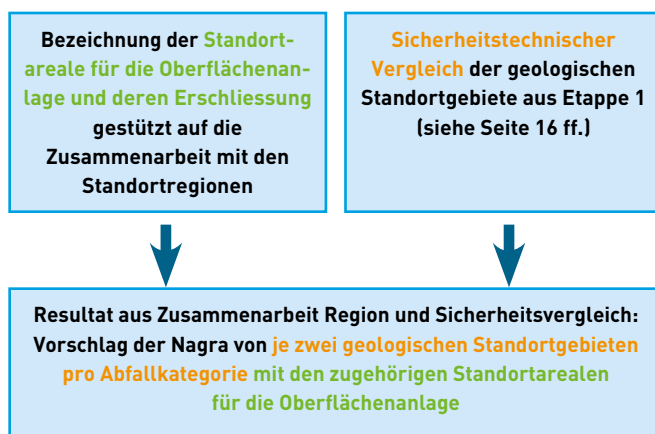 Bezeichnung der Standort-
areale für die Oberflächenan-
lage und deren Erschliessung
gestützt auf die
Zusammenarbeit mit den
Standortregionen
Sicherheitstechnischer
Vergleich der geologischen
Standortgebiete aus Etappe 1
(siehe Seite 16 ff.)
Resultat aus Zusammenarbeit Region und Sicherheitsvergleich:
Vorschlag der Nagra von je zwei geologischen Standortgebieten
pro Abfallkategorie mit den zugehörigen Standortarealen
für die Oberflächenanlage